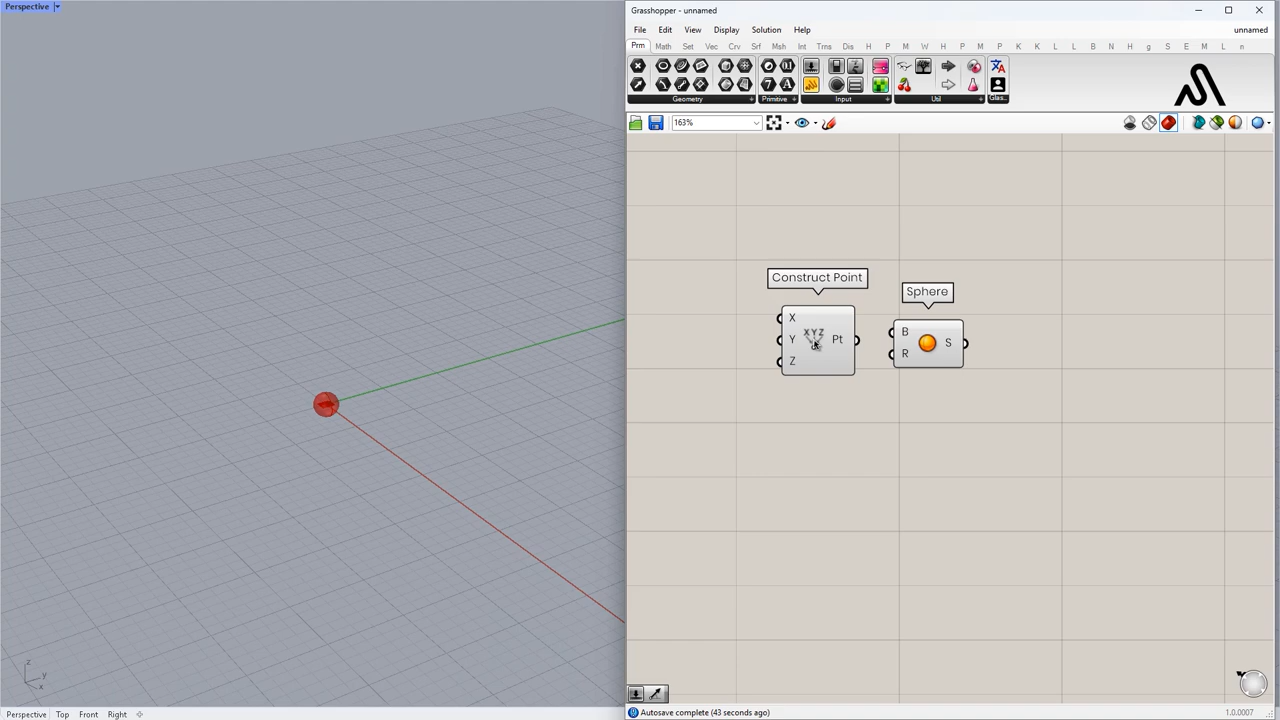 Perspective
Grasshopper - unnamed
File Edit View Display Solution Help unnamed
Prm Math Set Vec Crv Srf Msh Int Trns Dis H P M W H P M P K K L L B N H g S E M L n
Geometry + Primitive + Input + Util + Glas..
163%
Construct Point
Sphere
X
Y Pt
Z
B
R
S
XYZ
z
y
x
Perspective Top Front Right
Autosave complete (43 seconds ago) 1.0.0007